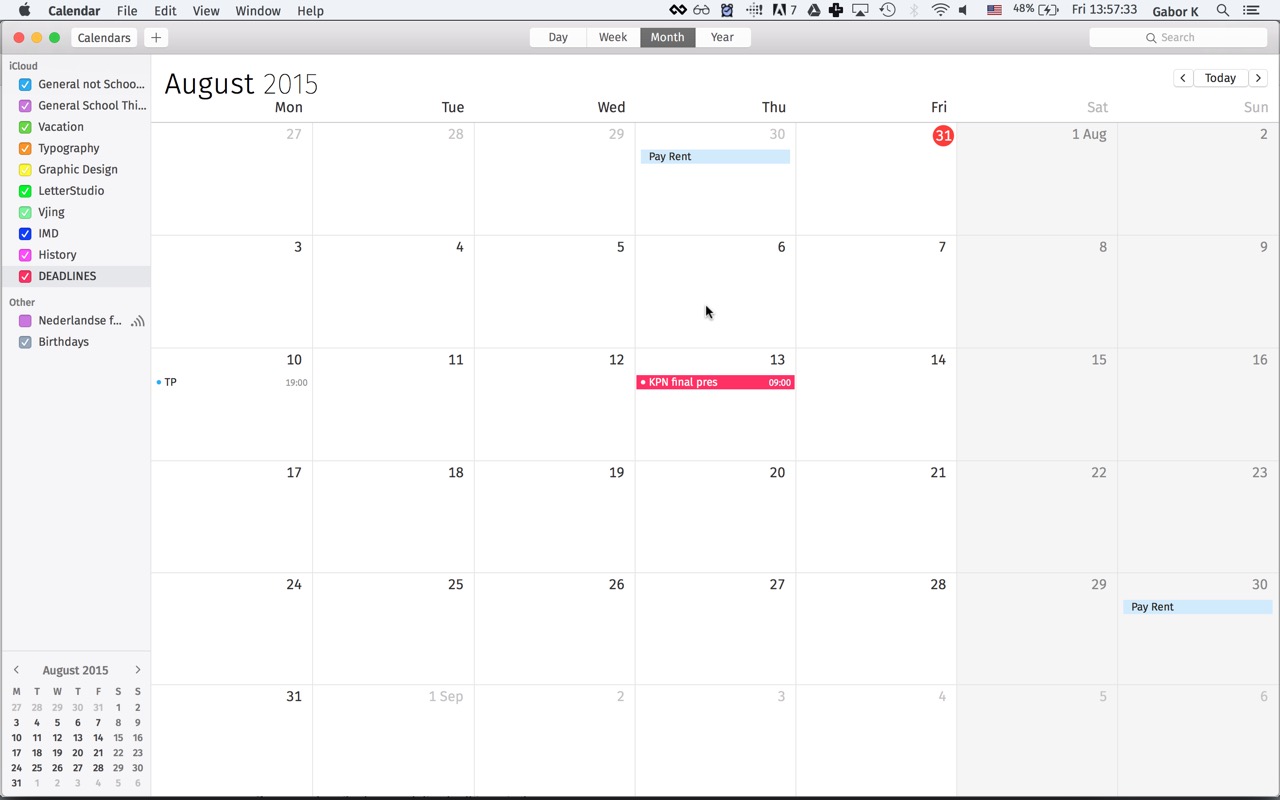 Calendar File Edit View Window Help 7 48% Fri 13:57:33 Gabor K
Calendars + Day Week Month Year Search
iCloud
General not Schoo...
General School Thi...
Vacation
Typography
Graphic Design
LetterStudio
Vjing
IMD
History
DEADLINES
Other
Nederlandse f...
Birthdays
August 2015
M T W T F S S
27 28 29 30 31 1 2
3 4 5 6 7 8 9
10 11 12 13 14 15 16
17 18 19 20 21 22 23
24 25 26 27 28 29 30
31 1 2 3 4 5 6
August 2015 < Today >
Mon Tue Wed Thu Fri Sat Sun
27 28 29 30 31 1 Aug 2
Pay Rent
3 4 5 6 7 8 9
10 11 12 13 14 15 16
TP 19:00 KPN final pres 09:00
17 18 19 20 21 22 23
24 25 26 27 28 29 30
Pay Rent
31 1 Sep 2 3 4 5 6